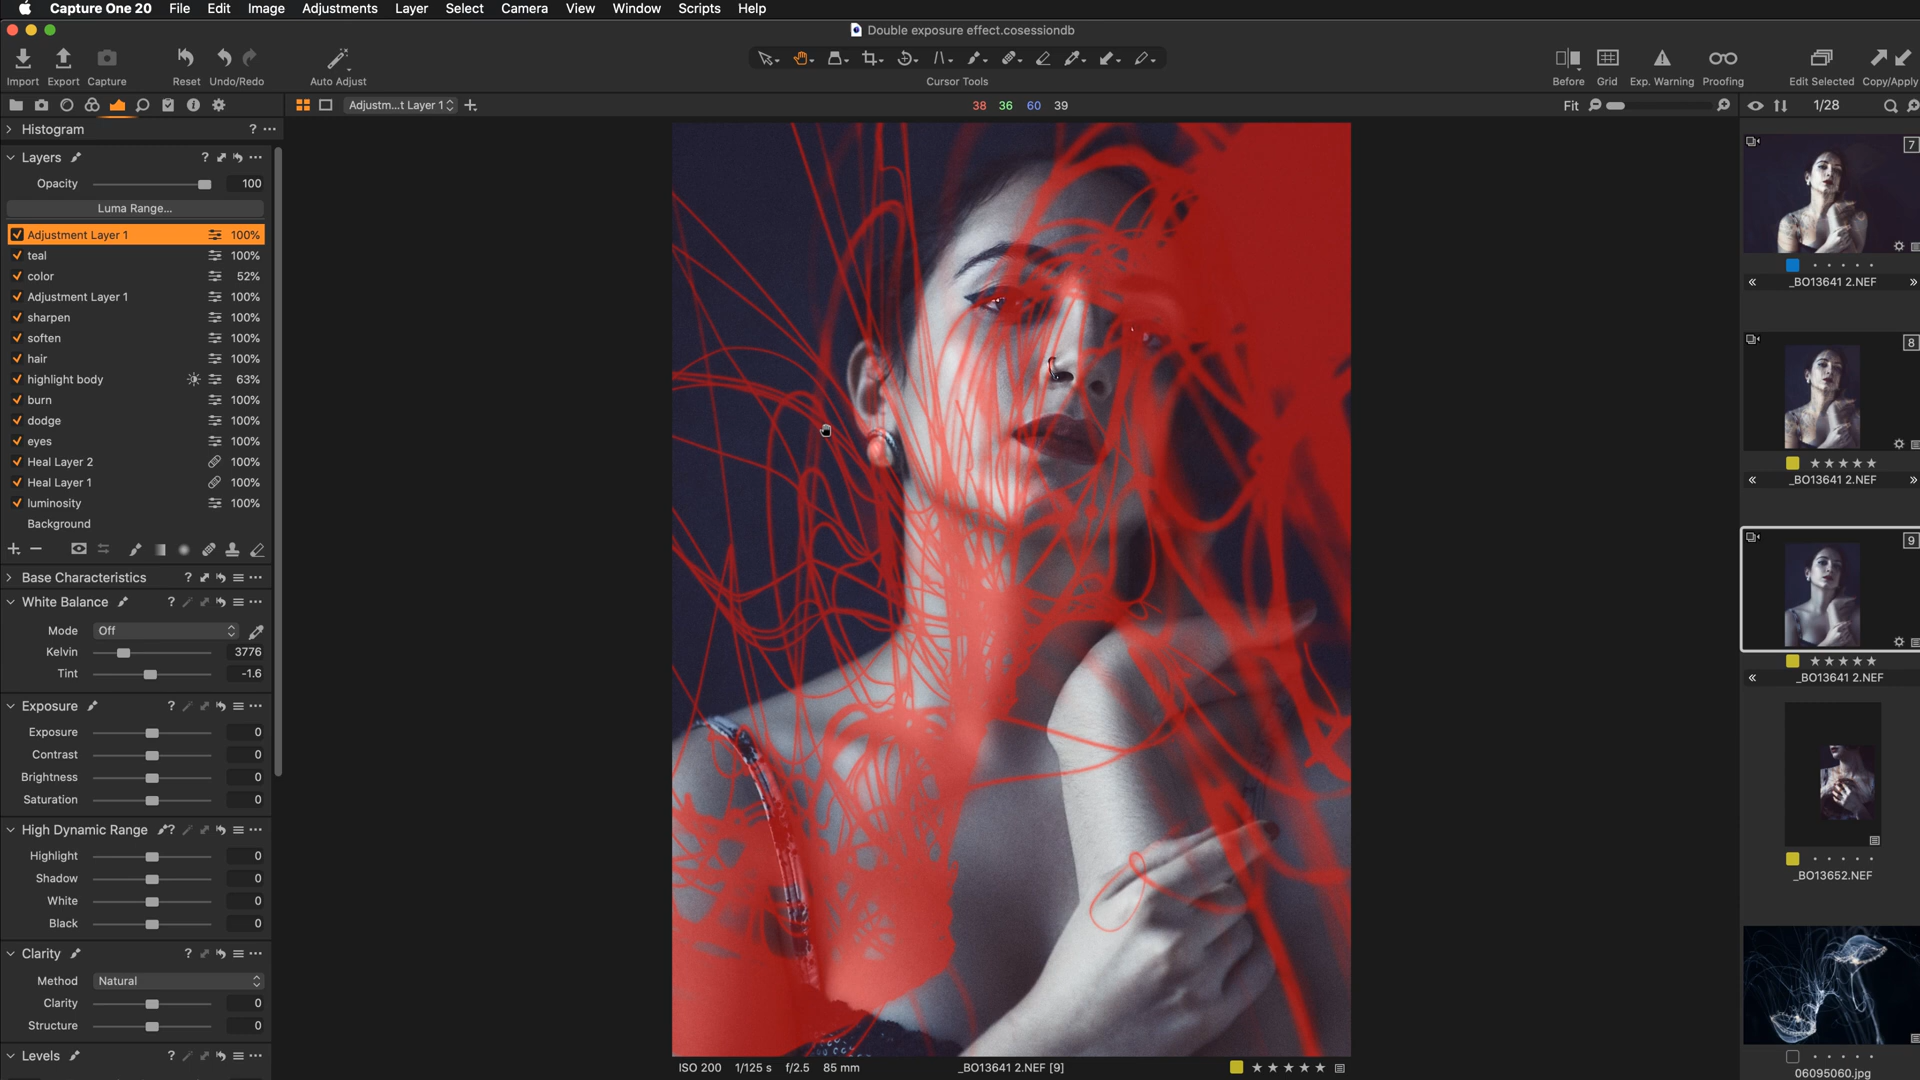 Capture One 20 File Edit Image Adjustments Layer Select Camera View Window Scripts Help
Double exposure effect.cosessiondb
Import Export Capture Reset Undo/Redo Auto Adjust Cursor Tools Before Grid Exp. Warning Proofing Edit Selected Copy/Apply
Adjustm...t Layer 1 38 36 60 39 Fit 1/28
Histogram ? ...
Layers ? ...
Opacity 100
Luma Range...
Adjustment Layer 1 100%
teal 100%
color 52%
Adjustment Layer 1 100%
sharpen 100%
soften 100%
hair 100%
highlight body 63%
burn 100%
dodge 100%
eyes 100%
Heal Layer 2 100%
Heal Layer 1 100%
luminosity 100%
Background
Base Characteristics ? ...
White Balance ? ...
Mode Off
Kelvin 3776
Tint -1.6
Exposure ? ...
Exposure 0
Contrast 0
Brightness 0
Saturation 0
High Dynamic Range ? ...
Highlight 0
Shadow 0
White 0
Black 0
Clarity ? ...
Method Natural
Clarity 0
Structure 0
Levels ? ...
ISO 200 1/125 s f/2.5 85 mm _BO13641 2.NEF [9]
7
_BO13641 2.NEF
8
_BO13641 2.NEF
9
_BO13641 2.NEF
_BO13652.NEF
06095060.jpg